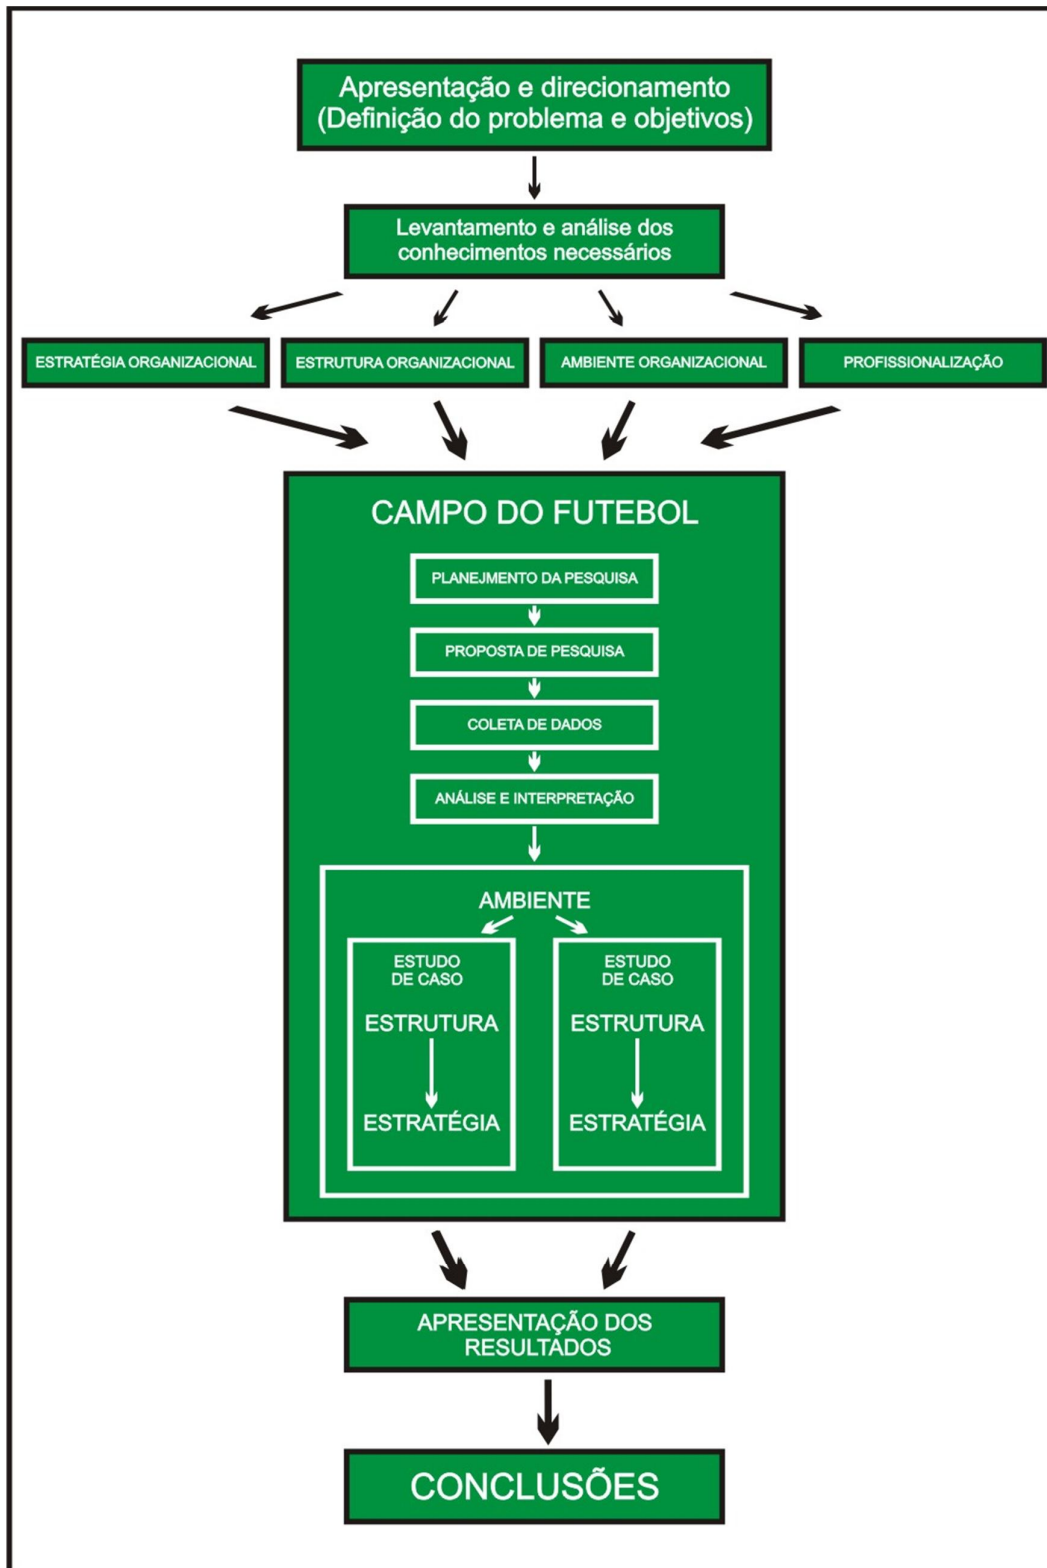 Apresentação e direcionamento
(Definição do problema e objetivos)
Levantamento e análise dos
conhecimentos necessários
ESTRATÉGIA ORGANIZACIONAL
ESTRUTURA ORGANIZACIONAL
AMBIENTE ORGANIZACIONAL
PROFISSIONALIZAÇÃO
CAMPO DO FUTEBOL
PLANEJMENTO DA PESQUISA
PROPOSTA DE PESQUISA
COLETA DE DADOS
ANÁLISE E INTERPRETAÇÃO
AMBIENTE
ESTUDO
DE CASO
ESTRUTURA
ESTRATÉGIA
ESTUDO
DE CASO
ESTRUTURA
ESTRATÉGIA
APRESENTAÇÃO DOS
RESULTADOS
CONCLUSÕES